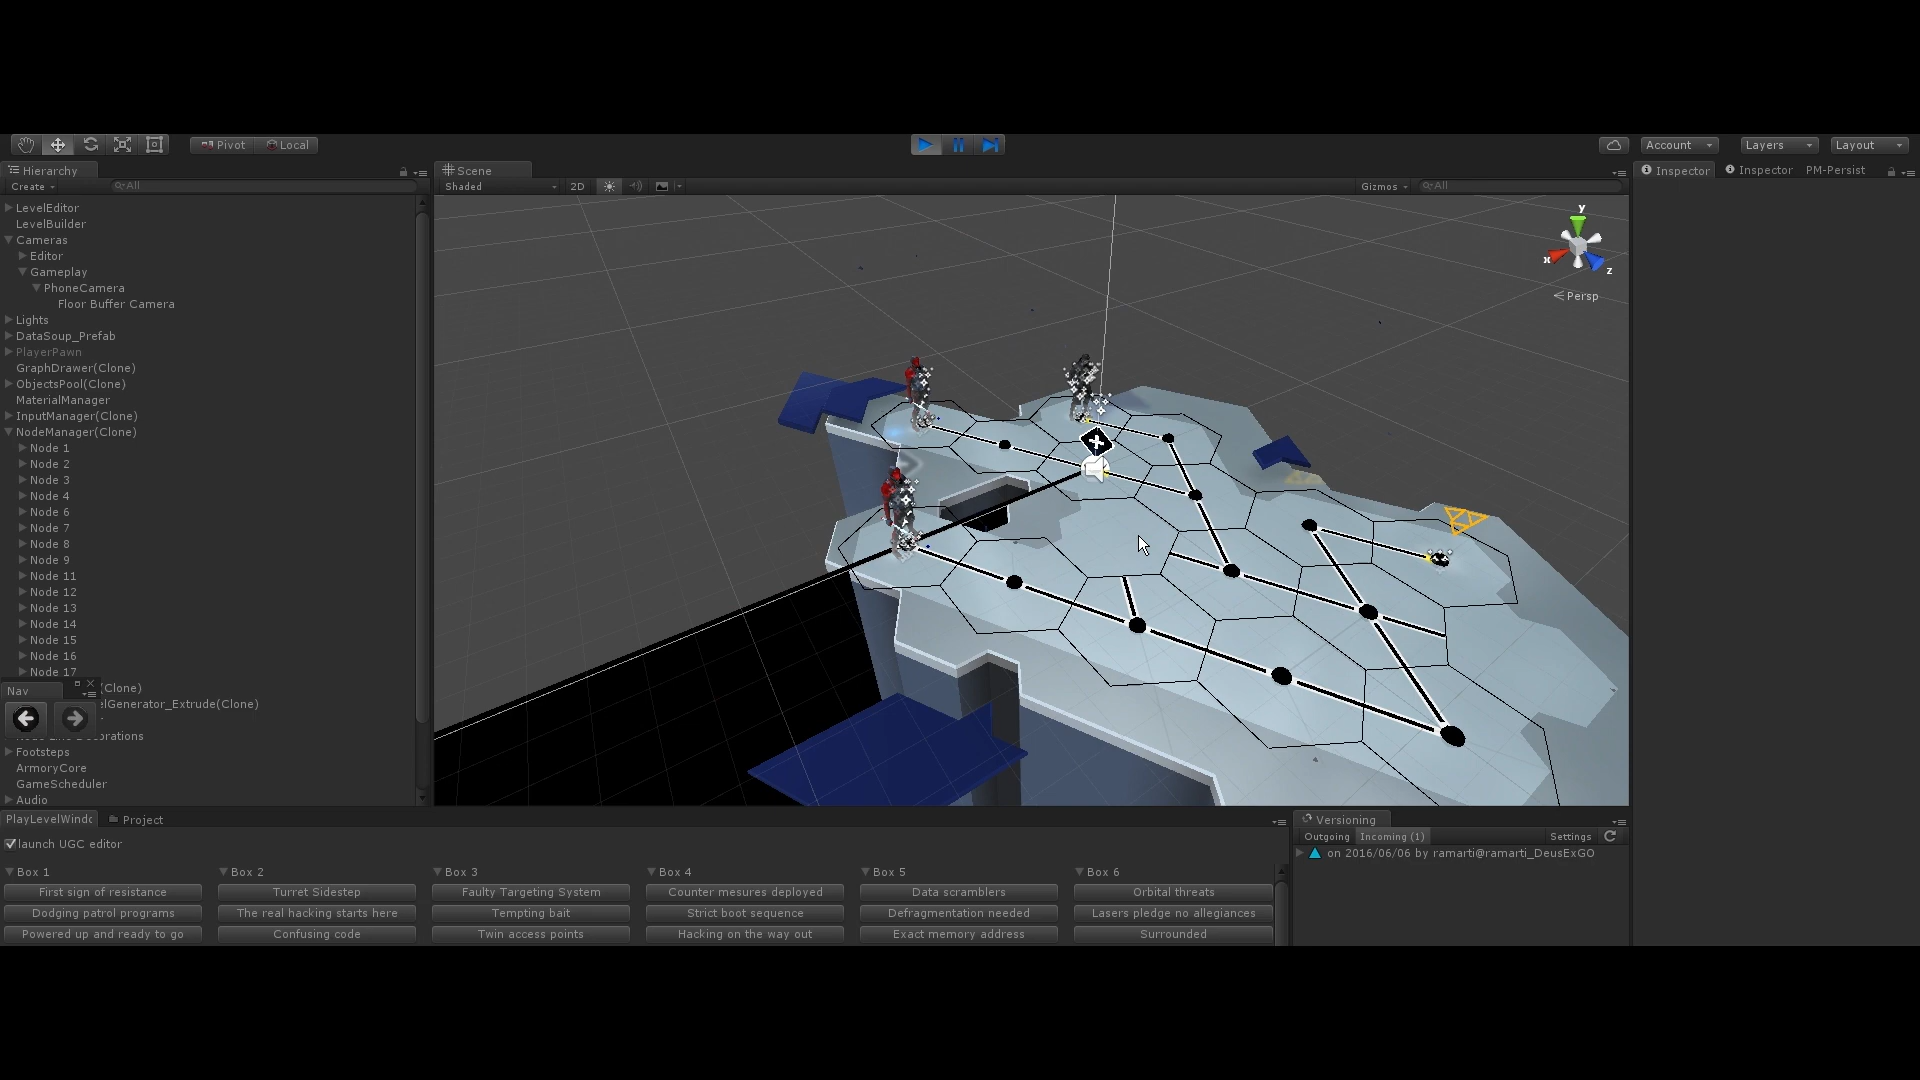 Pivot Local Account Layers Layout
Hierarchy
Create All
LevelEditor
LevelBuilder
Cameras
Editor
Gameplay
PhoneCamera
Floor Buffer Camera
Lights
DataSoup_Prefab
PlayerPawn
GraphDrawer(Clone)
ObjectsPool(Clone)
MaterialManager
InputManager(Clone)
NodeManager(Clone)
Node 1
Node 2
Node 3
Node 4
Node 6
Node 7
Node 8
Node 9
Node 11
Node 12
Node 13
Node 14
Node 15
Node 16
Node 17
(Clone)
elGenerator_Extrude(Clone)
Footsteps
ArmoryCore
GameScheduler
Audio
Nav
Scene
Shaded 2D Gizmos All
y
x
z
Persp
Inspector Inspector PM-Persist
PlayLevelWindo Project
launch UGC editor
Box 1 Box 2 Box 3 Box 4 Box 5 Box 6
First sign of resistance Turret Sidestep Faulty Targeting System Counter mesures deployed Data scramblers Orbital threats
Dodging patrol programs The real hacking starts here Tempting bait Strict boot sequence Defragmentation needed Lasers pledge no allegiances
Powered up and ready to go Confusing code Twin access points Hacking on the way out Exact memory address Surrounded
Versioning
Outgoing Incoming (1) Settings
on 2016/06/06 by ramarti@ramarti_DeusExGO